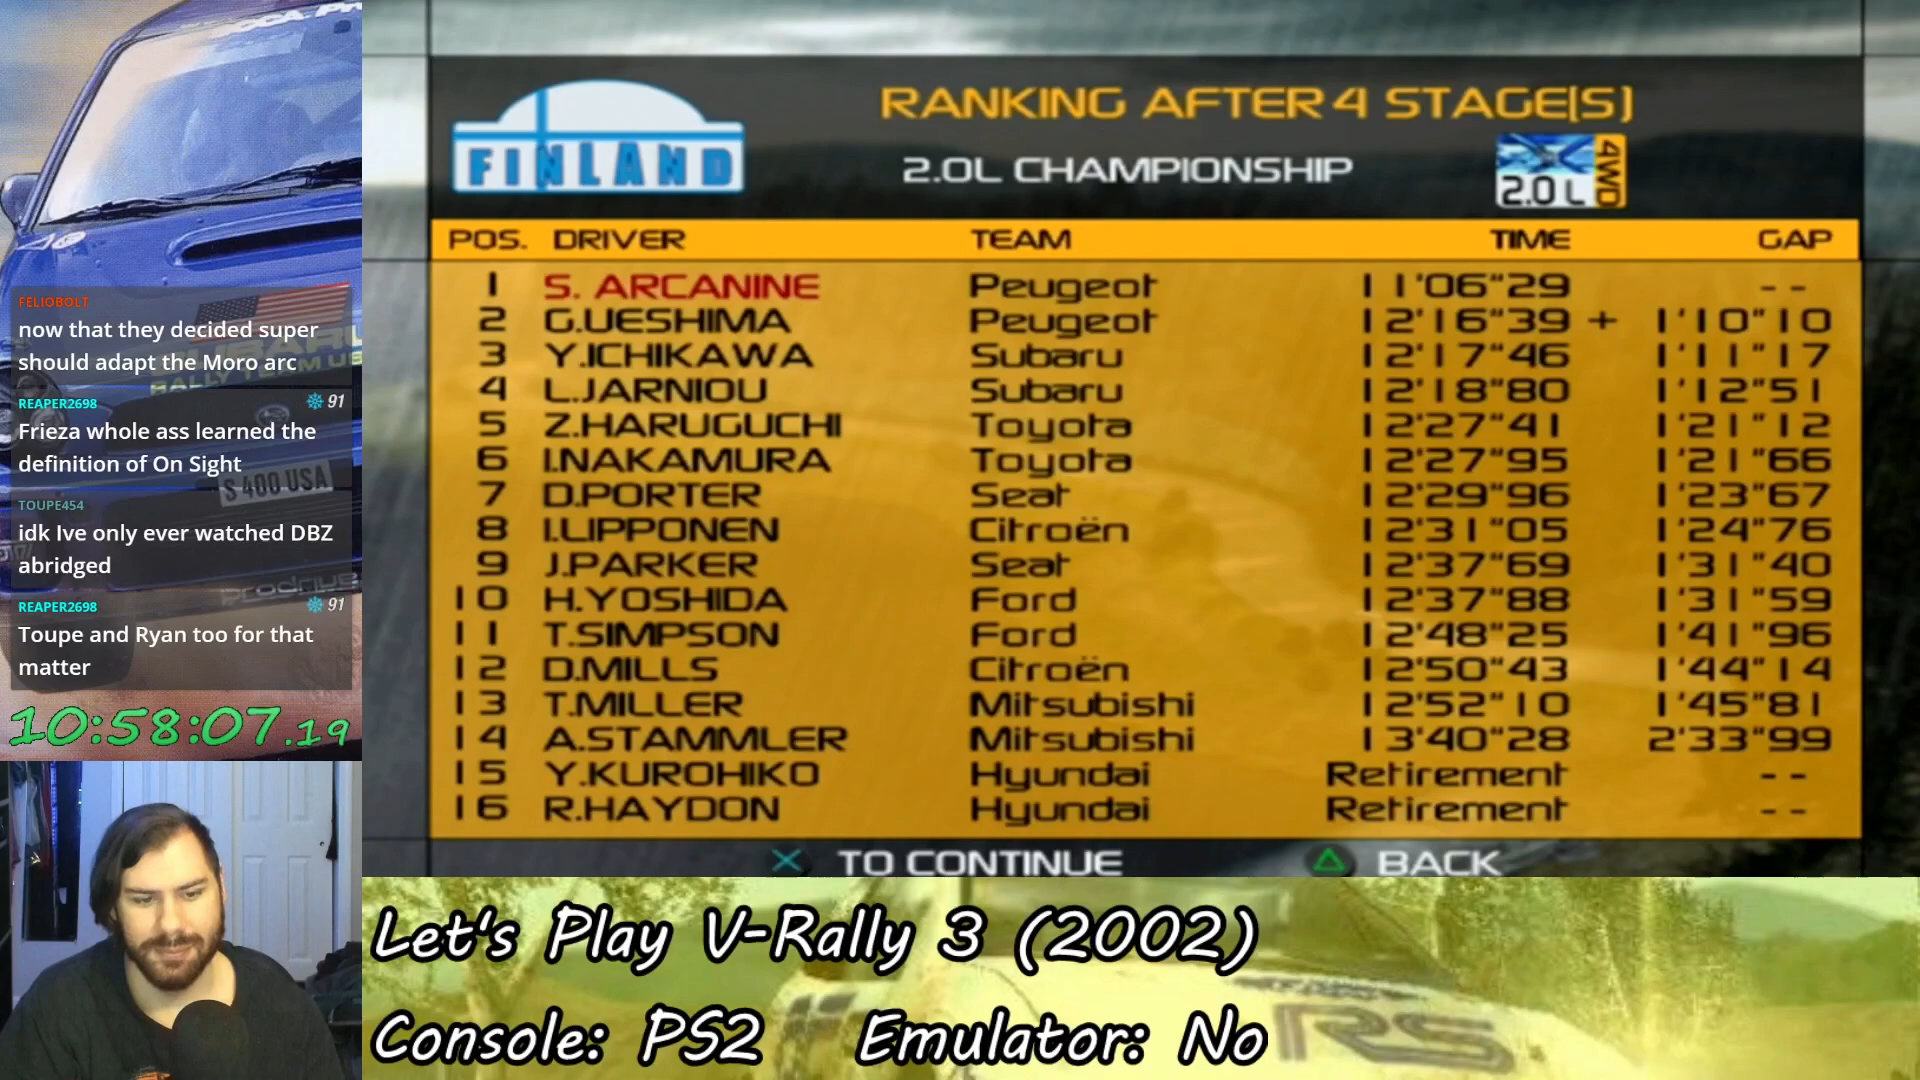 FELIOBOLT
now that they decided super
should adapt the Moro arc
REAPER2698 91
Frieza whole ass learned the
definition of On Sight
S 400 USA
TOUPE454
idk Ive only ever watched DBZ
abridged
prodrive
REAPER2698 91
Toupe and Ryan too for that
matter
10:58:07.19
FINLAND
RANKING AFTER 4 STAGE(S)
2.0L CHAMPIONSHIP
2.0 L 4WD
POS. DRIVER TEAM TIME GAP
1 S. ARCANINE Peugeot 11'06"29 --
2 G.UESHIMA Peugeot 12'16"39 + 1'10"10
3 Y.ICHIKAWA Subaru 12'17"46 1'11"17
4 L.JARNIOU Subaru 12'18"80 1'12"51
5 Z.HARUGUCHI Toyota 12'27"41 1'21"12
6 I.NAKAMURA Toyota 12'27"95 1'21"66
7 D.PORTER Seat 12'29"96 1'23"67
8 I.LIPPONEN Citroën 12'31"05 1'24"76
9 J.PARKER Seat 12'37"69 1'31"40
10 H.YOSHIDA Ford 12'37"88 1'31"59
11 T.SIMPSON Ford 12'48"25 1'41"96
12 D.MILLS Citroën 12'50"43 1'44"14
13 T.MILLER Mitsubishi 12'52"10 1'45"81
14 A.STAMMLER Mitsubishi 13'40"28 2'33"99
15 Y.KUROHIKO Hyundai Retirement --
16 R.HAYDON Hyundai Retirement --
TO CONTINUE BACK
Let's Play V-Rally 3 (2002)
Console: PS2 Emulator: No
RS